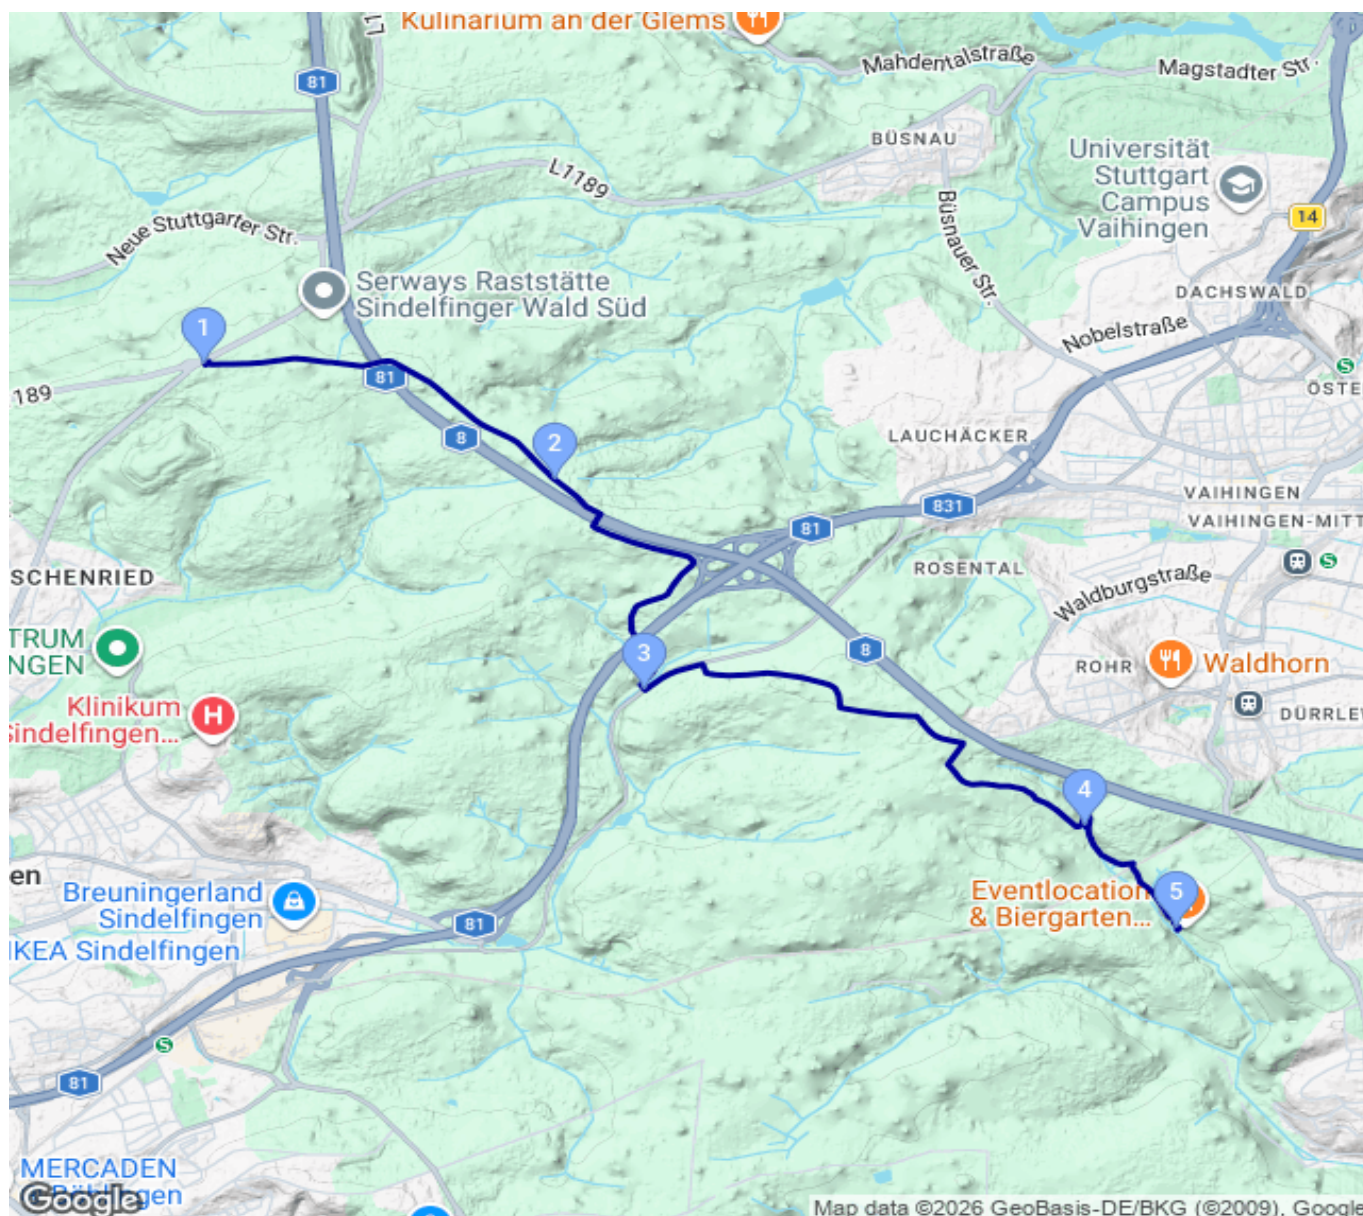 Kulinarium an der Glems
81
Mahdentalstraße
Magstadter Str.
BÜSNAU
Universität
Stuttgart
Campus
Vaihingen
L1189
14
Neue Stuttgarter Str.
Büsnauer Str.
Serways Raststätte
Sindelfinger Wald Süd
DACHSWALD
1
Nobelstraße
S
81
189
ÖSTE
8
2
LAUCHÄCKER
VAIHINGEN
831
VAIHINGEN-MITT
81
S
ROSENTAL
SCHENRIED
Waldburgstraße
TRUM
NGEN
3
8
ROHR
Waldhorn
Klinikum
Sindelfingen...
H
DÜRRLEW
4
en
Breuningerland
Sindelfingen
Eventlocation
& Biergarten...
5
81
IKEA Sindelfingen
S
81
MERCADEN
Google
Map data ©2026 GeoBasis-DE/BKG (©2009), Google